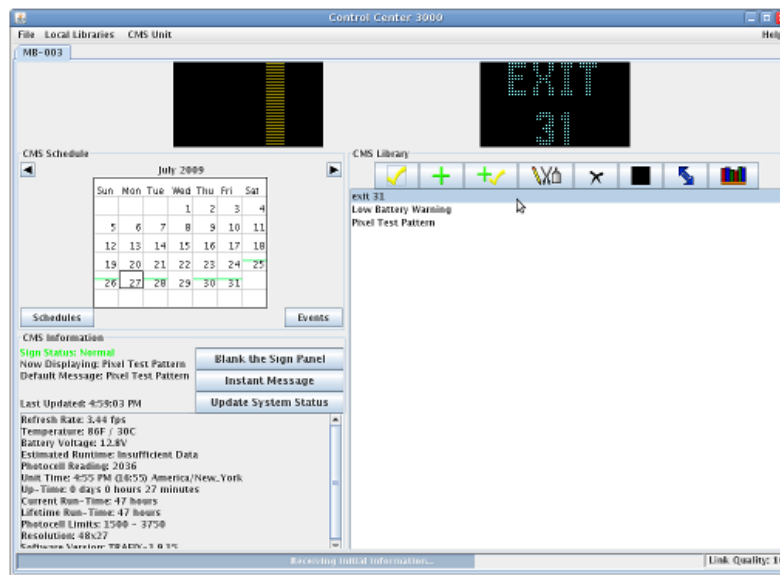 Control Center 3000
File Local Libraries CMS Unit Help
MB-003
EXIT
31
CMS Schedule
July 2009
Sun Mon Tue Wed Thu Fri Sat
1 2 3 4
5 6 7 8 9 10 11
12 13 14 15 16 17 18
19 20 21 22 23 24 25
26 27 28 29 30 31
Schedules Events
CMS Library
exit 31
Low Battery Warning
Pixel Test Pattern
CMS Information
Sign Status: Normal
Now Displaying: Pixel Test Pattern
Default Message: Pixel Test Pattern
Last Updated: 4:59:03 PM
Blank the Sign Panel
Instant Message
Update System Status
Refresh Rate: 3.44 fps
Temperature: 86F / 30C
Battery Voltage: 12.8V
Estimated Runtime: Insufficient Data
Photocell Reading: 2036
Unit Time: 4:55 PM (16:55) America/New_York
Up-Time: 0 days 0 hours 27 minutes
Current Run-Time: 47 hours
Lifetime Run-Time: 47 hours
Photocell Limits: 1500 - 3750
Resolution: 48x27
Software Version: TRAFIX-1.9.15
Receiving initial information...
Link Quality: